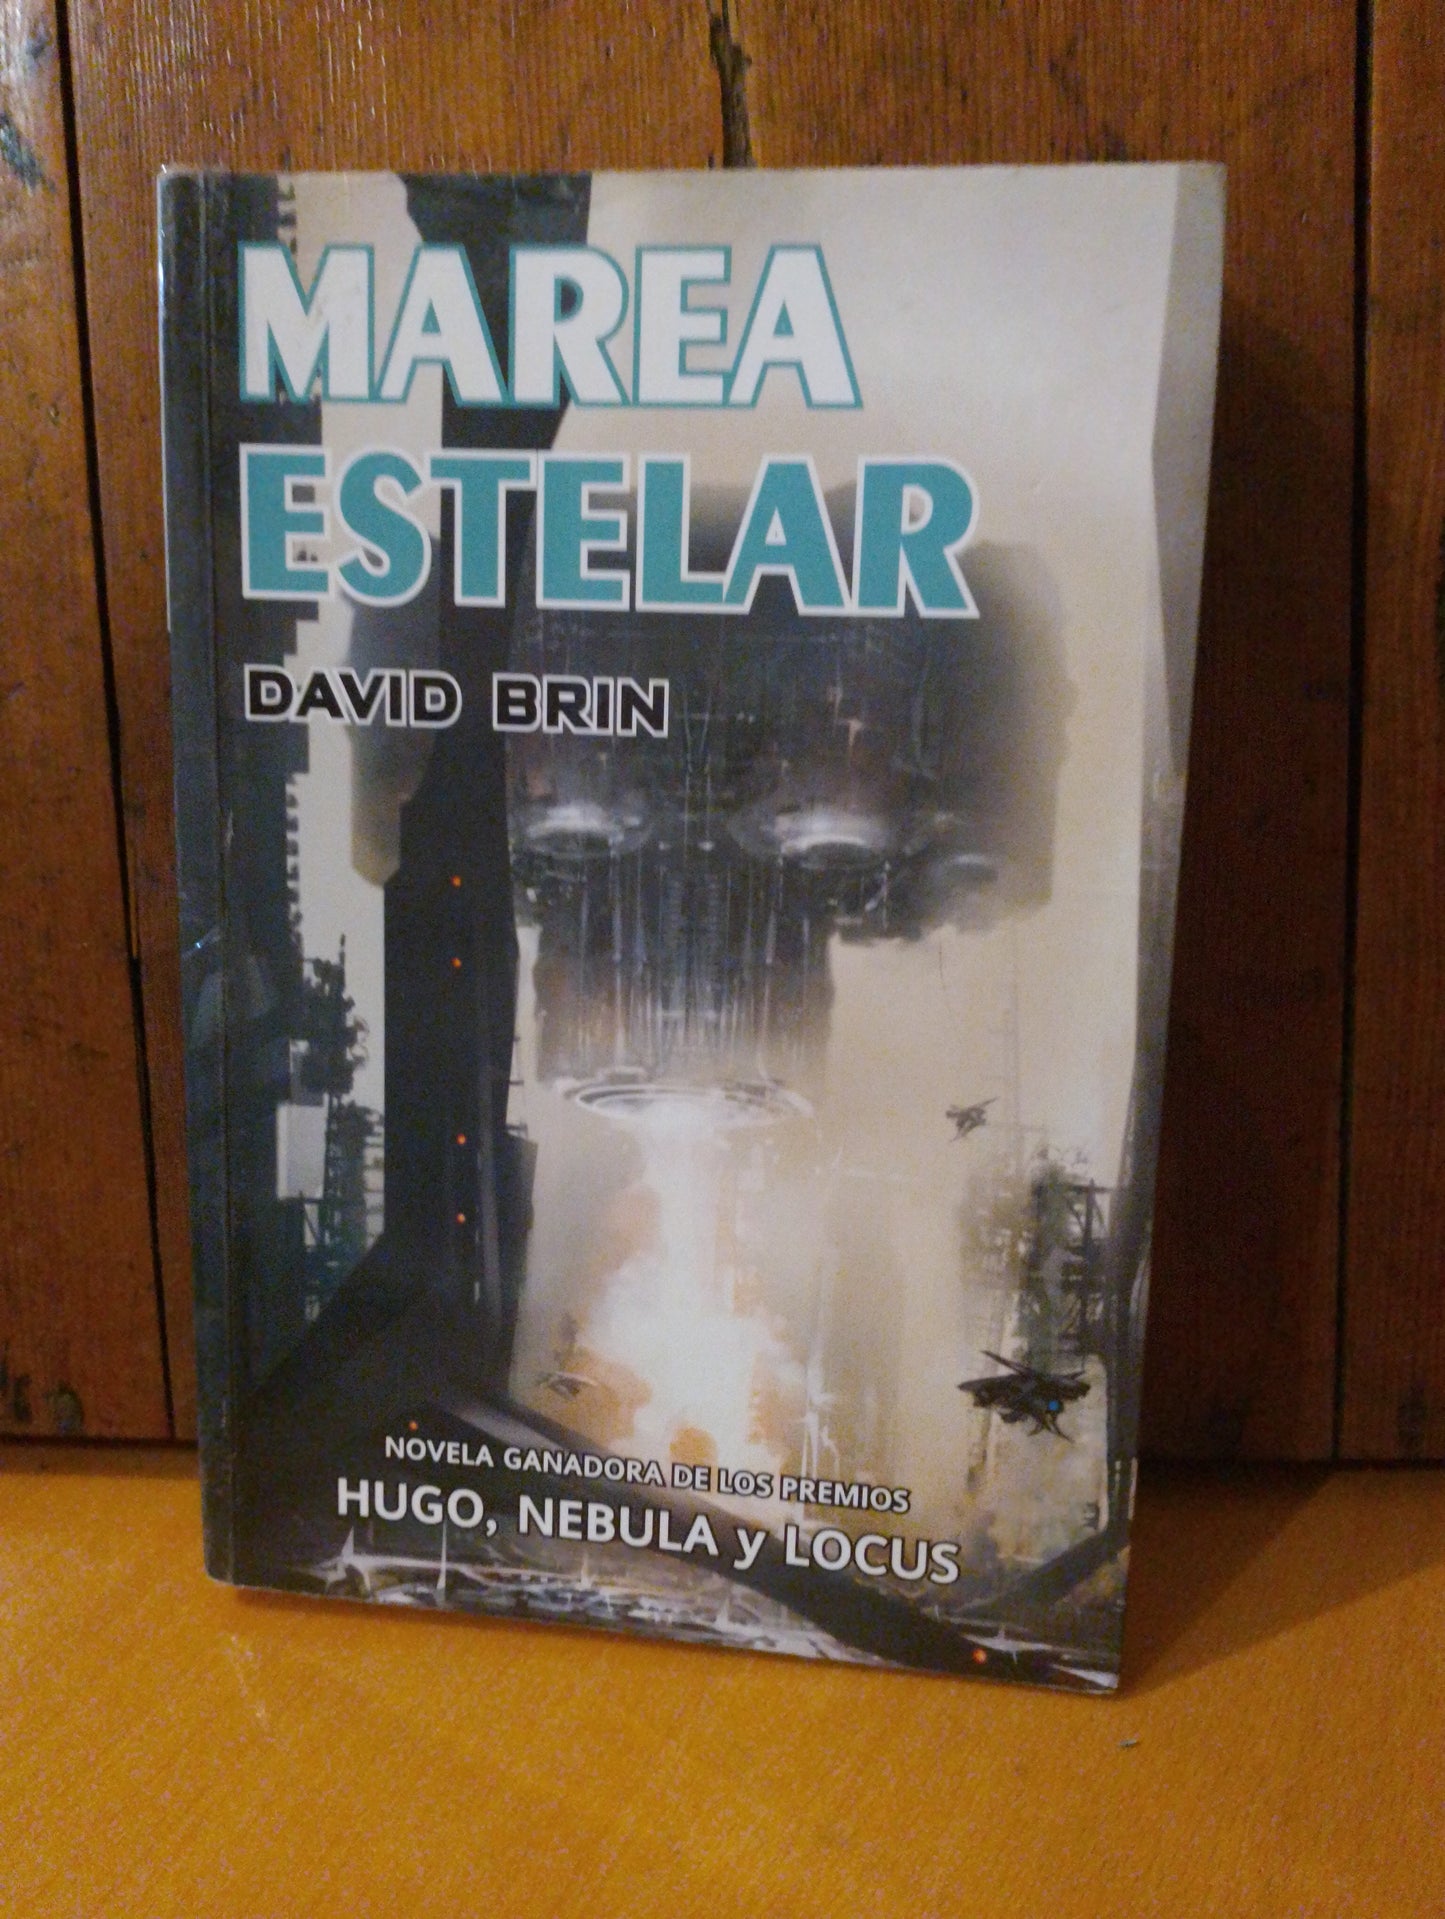 MAREA
ESTELAR
DAVID BRIN
NOVELA GANADORA DE LOS PREMIOS
HUGO, NEBULA y LOCUS